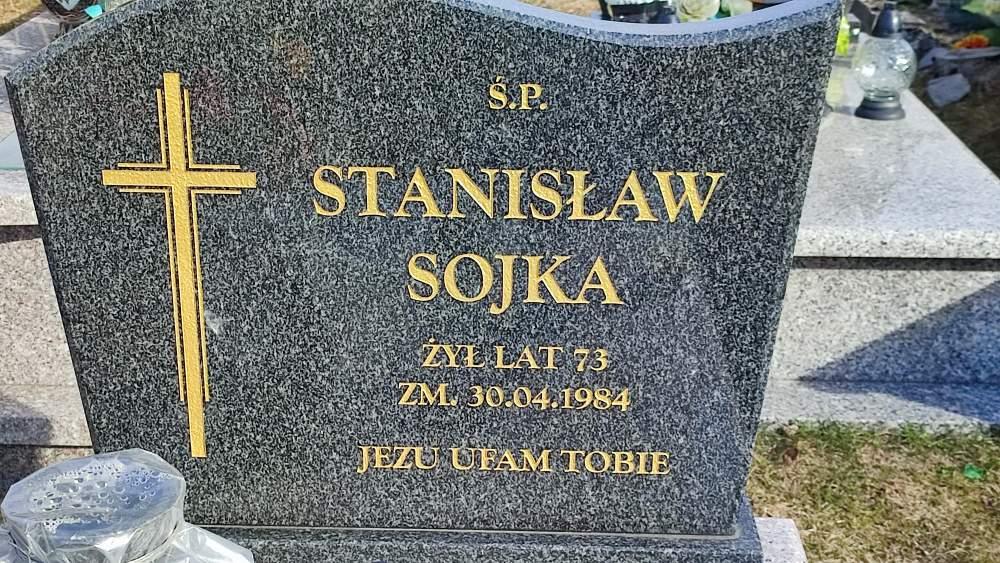 Ś.P.
STANISŁAW
SOJKA
ŻYŁ LAT 73
ZM. 30.04.1984
JEZU UFAM TOBIE